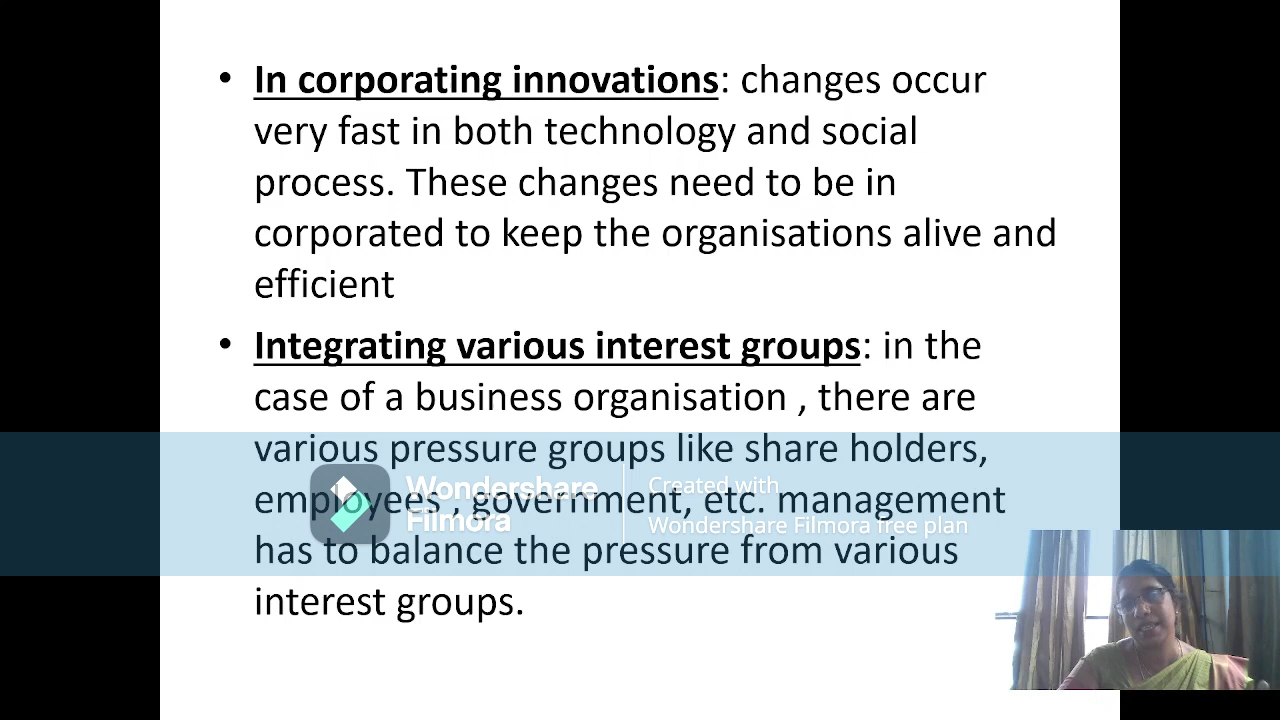 • In corporating innovations: changes occur
very fast in both technology and social
process. These changes need to be in
corporated to keep the organisations alive and
efficient
• Integrating various interest groups: in the
case of a business organisation , there are
various pressure groups like share holders,
employees , government, etc. management
has to balance the pressure from various
interest groups.
Wondershare
Filmora
Created with
Wondershare Filmora free plan